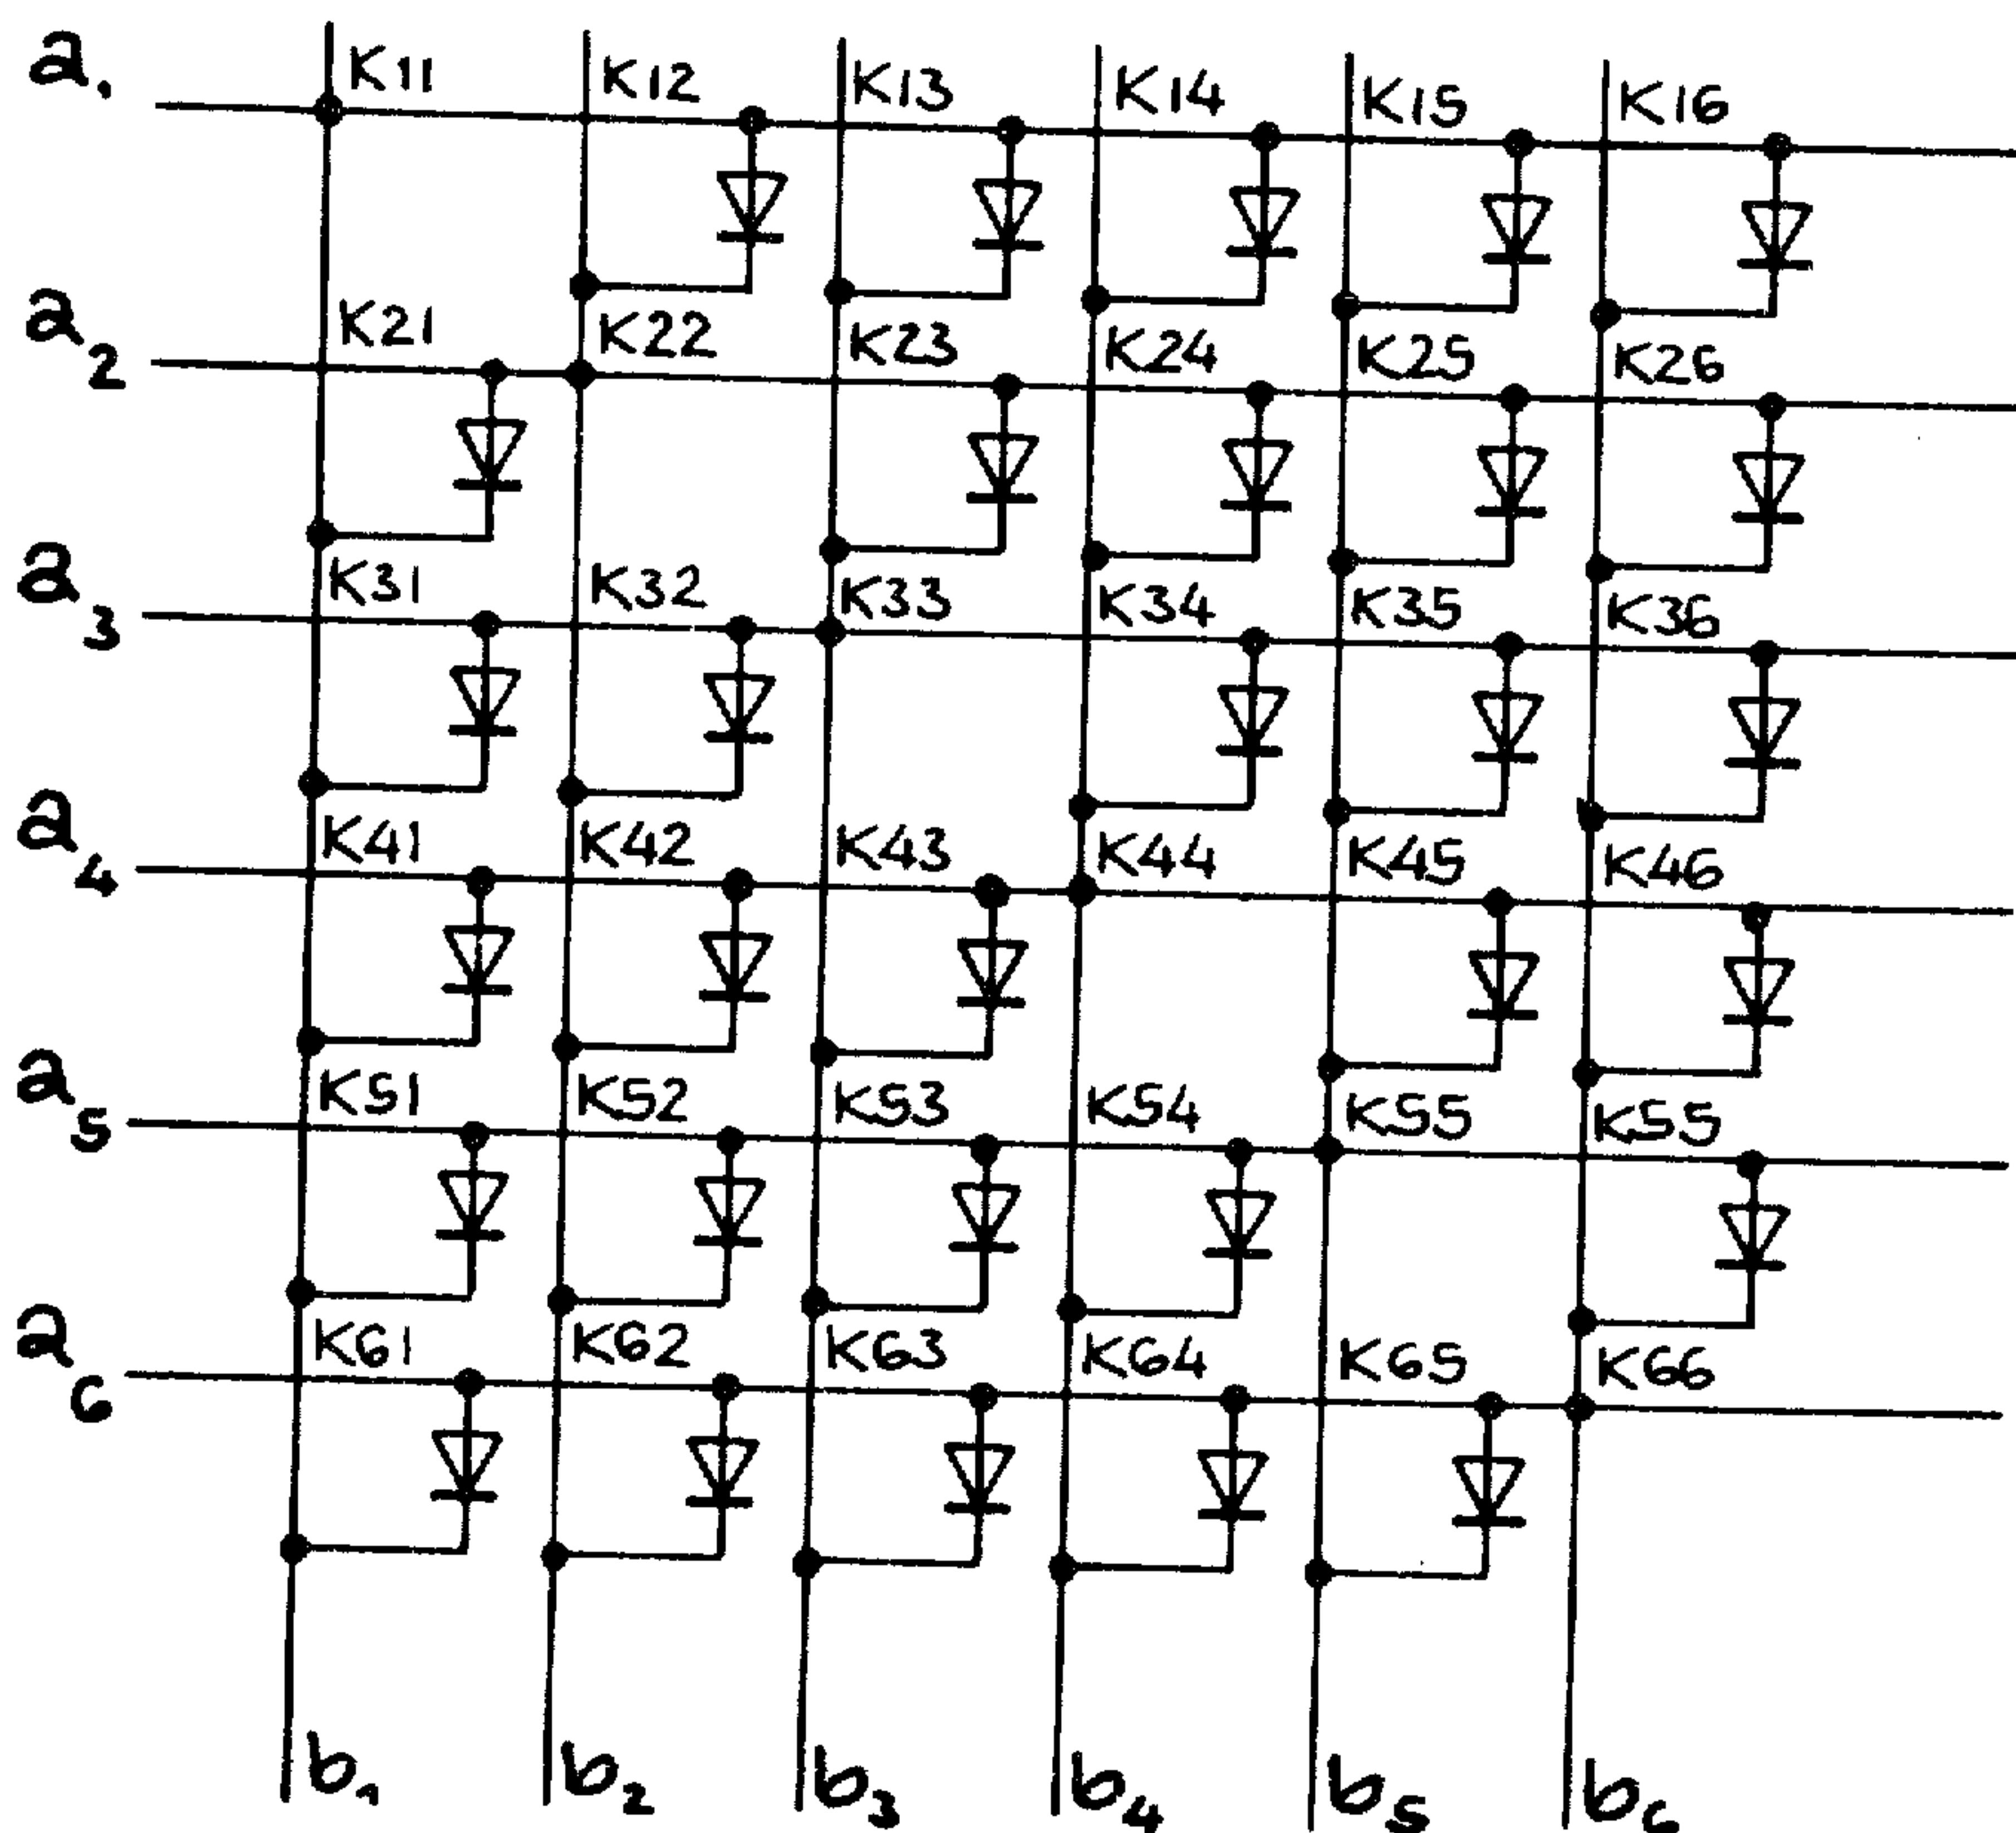 a1 K11 K12 K13 K14 K15 K16
a2 K21 K22 K23 K24 K25 K26
a3 K31 K32 K33 K34 K35 K36
a4 K41 K42 K43 K44 K45 K46
a5 K51 K52 K53 K54 K55 K55
a6 K61 K62 K63 K64 K65 K66
b1 b2 b3 b4 b5 b6